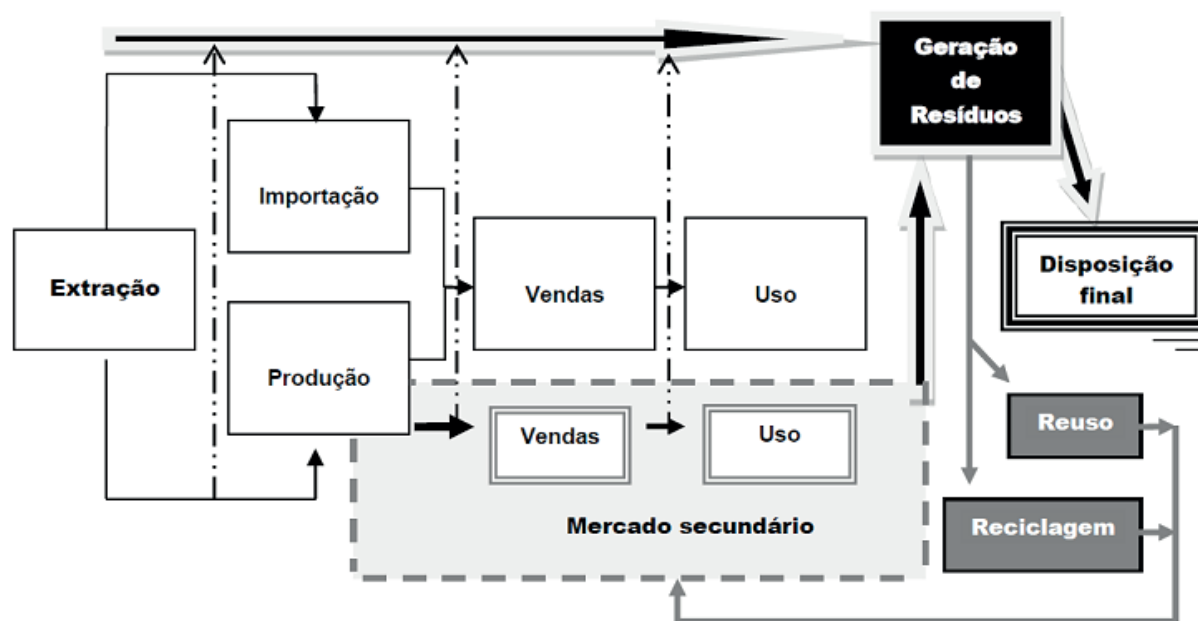 Geração
de
Resíduos
Importação
Extração
Vendas
Uso
Disposição
final
Produção
Vendas
Uso
Reuso
Mercado secundário
Reciclagem